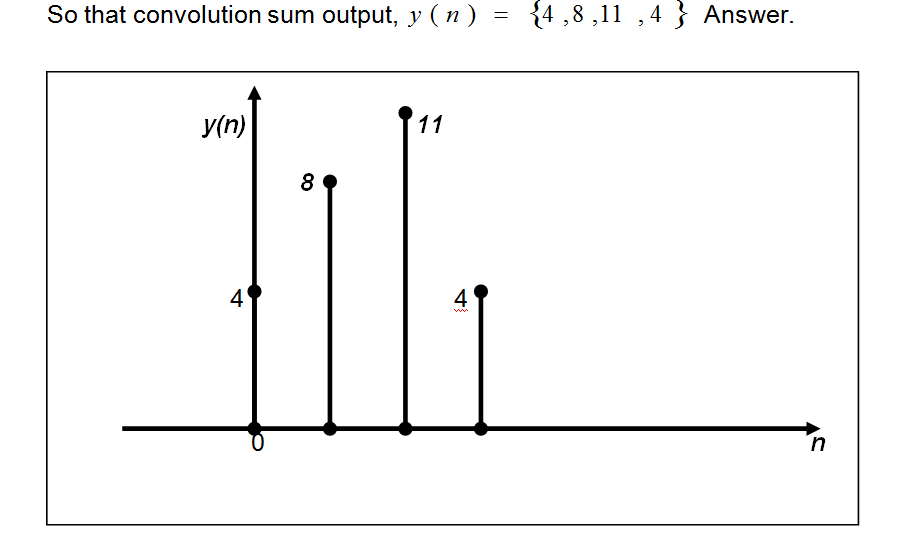 So that convolution sum output, y ( n ) = {4 ,8 ,11 , 4 } Answer.
y(n)
11
8
4
4
0
n